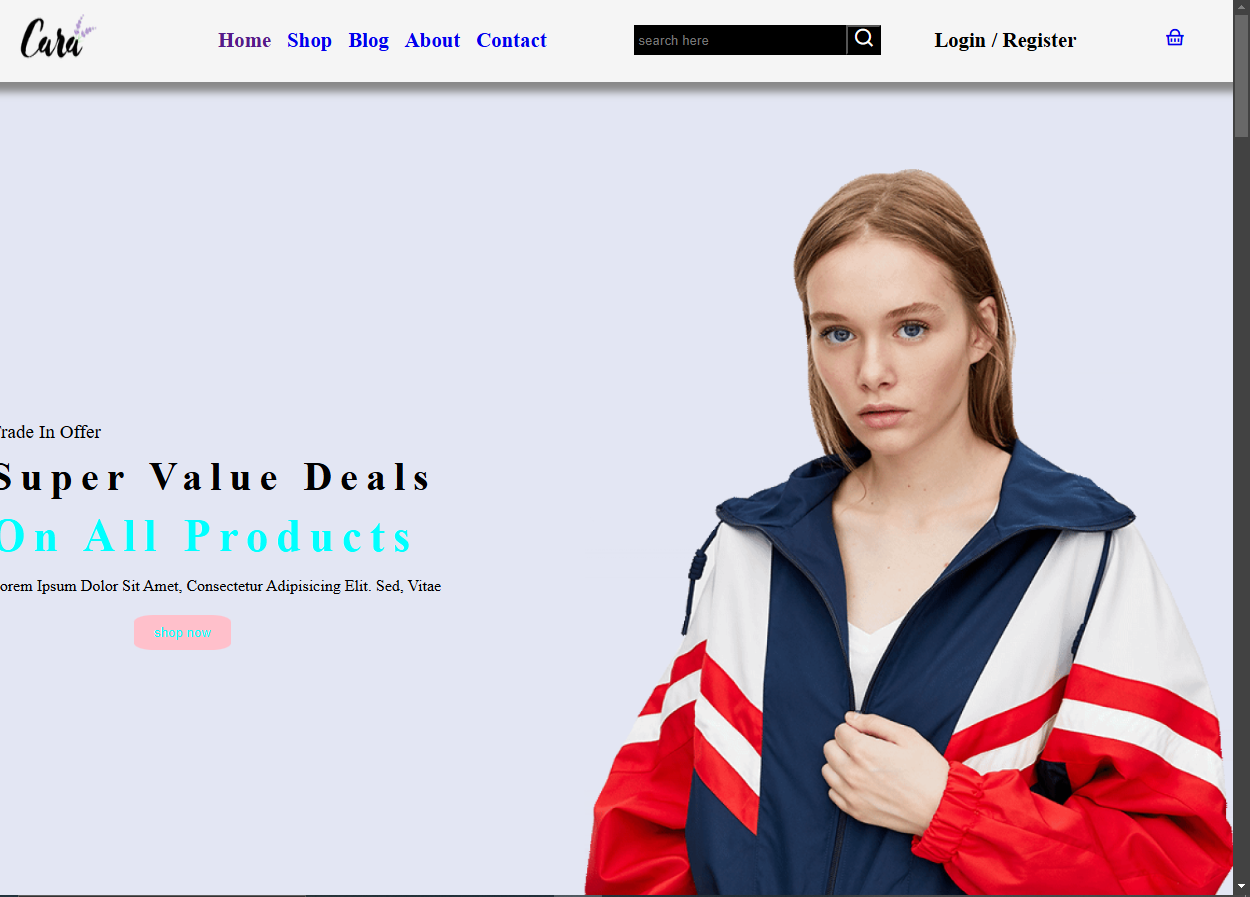 Cara
Home Shop Blog About Contact
search here
Login / Register
rade In Offer
Super Value Deals
On All Products
orem Ipsum Dolor Sit Amet, Consectetur Adipisicing Elit. Sed, Vitae
shop now